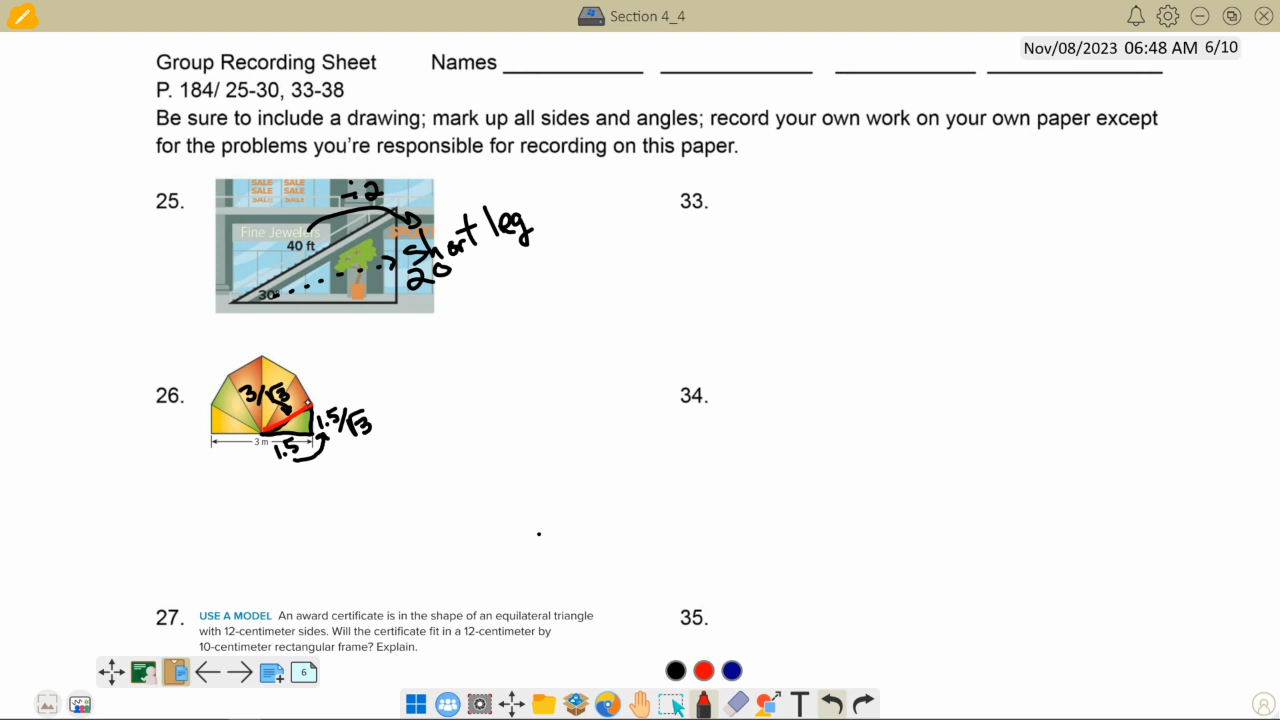 Section 4_4
Nov/08/2023 06:48 AM 6/10
Group Recording Sheet Names
P. 184/ 25-30, 33-38
Be sure to include a drawing; mark up all sides and angles; record your own work on your own paper except
for the problems you're responsible for recording on this paper.
25.
SALE SALE
SALE SALE
SALE SALE
÷2
Fine Jewelers
40 ft
30°
short leg
20
33.
26.
3/√3
1.5/√3
3 m
1.5
34.
27. USE A MODEL An award certificate is in the shape of an equilateral triangle
with 12-centimeter sides. Will the certificate fit in a 12-centimeter by
10-centimeter rectangular frame? Explain.
35.
6
T